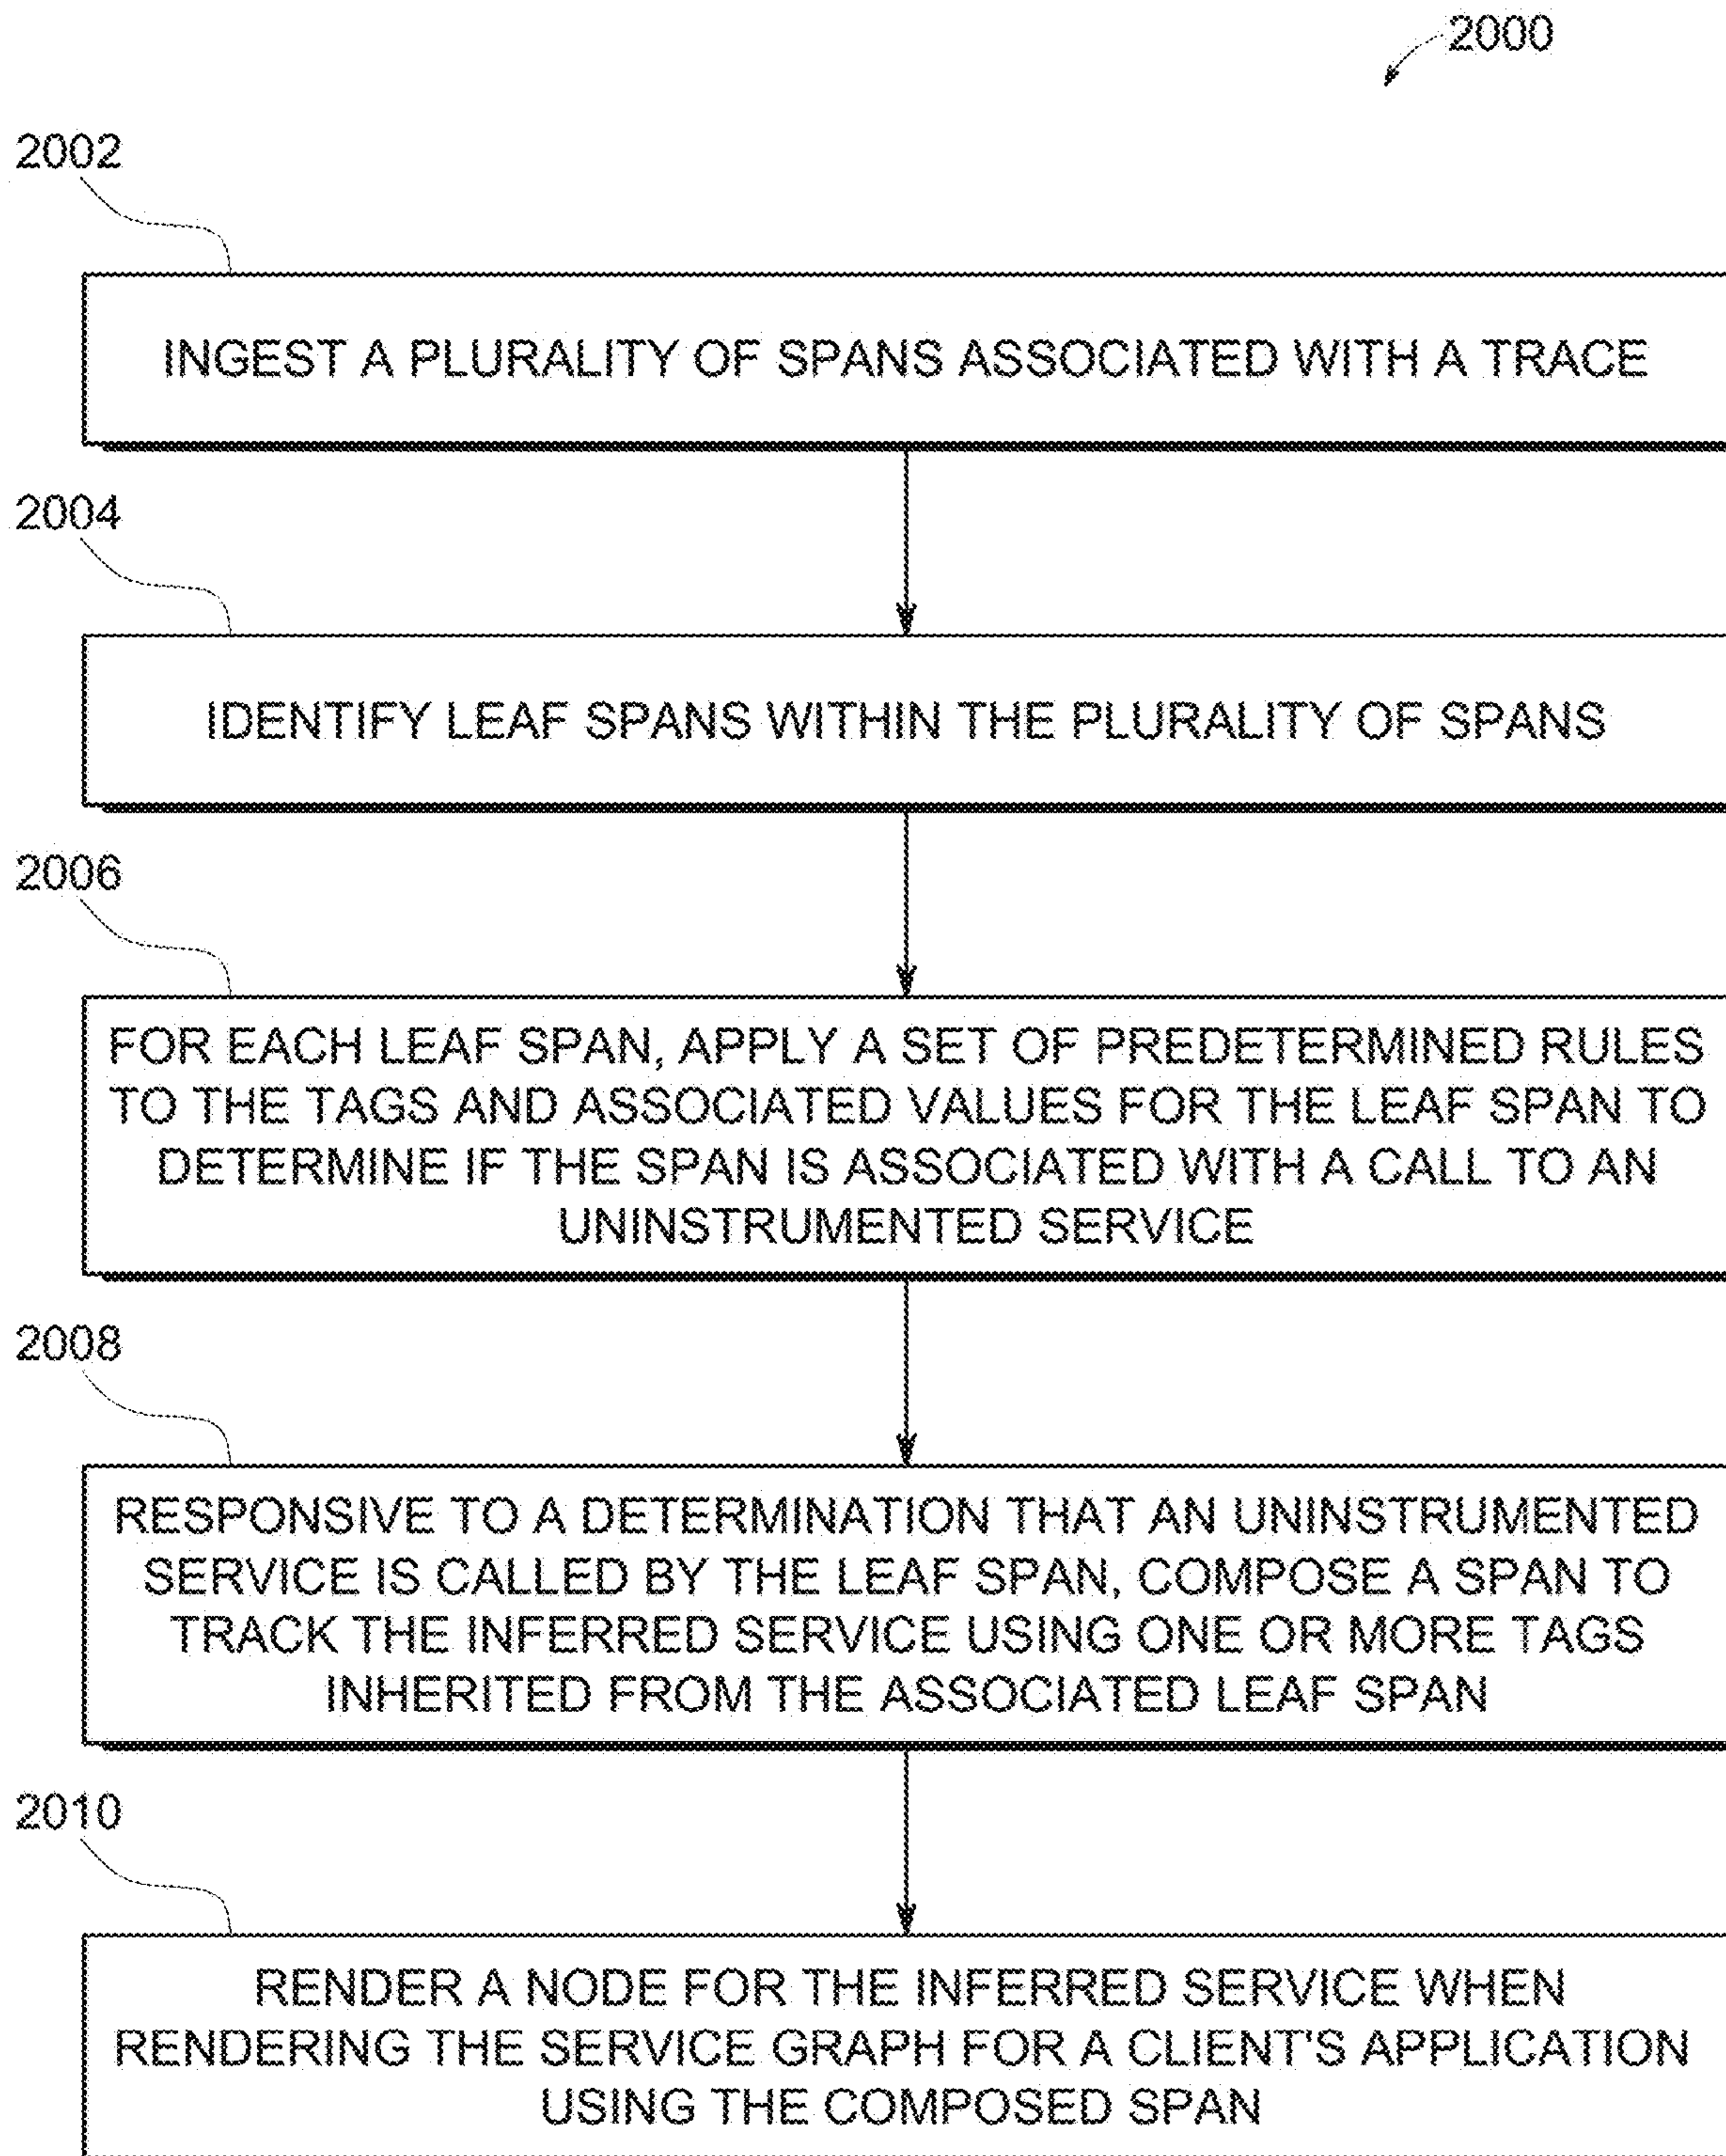 2000
2002
INGEST A PLURALITY OF SPANS ASSOCIATED WITH A TRACE
2004
IDENTIFY LEAF SPANS WITHIN THE PLURALITY OF SPANS
2006
FOR EACH LEAF SPAN, APPLY A SET OF PREDETERMINED RULES
TO THE TAGS AND ASSOCIATED VALUES FOR THE LEAF SPAN TO
DETERMINE IF THE SPAN IS ASSOCIATED WITH A CALL TO AN
UNINSTRUMENTED SERVICE
2008
RESPONSIVE TO A DETERMINATION THAT AN UNINSTRUMENTED
SERVICE IS CALLED BY THE LEAF SPAN, COMPOSE A SPAN TO
TRACK THE INFERRED SERVICE USING ONE OR MORE TAGS
INHERITED FROM THE ASSOCIATED LEAF SPAN
2010
RENDER A NODE FOR THE INFERRED SERVICE WHEN
RENDERING THE SERVICE GRAPH FOR A CLIENT'S APPLICATION
USING THE COMPOSED SPAN